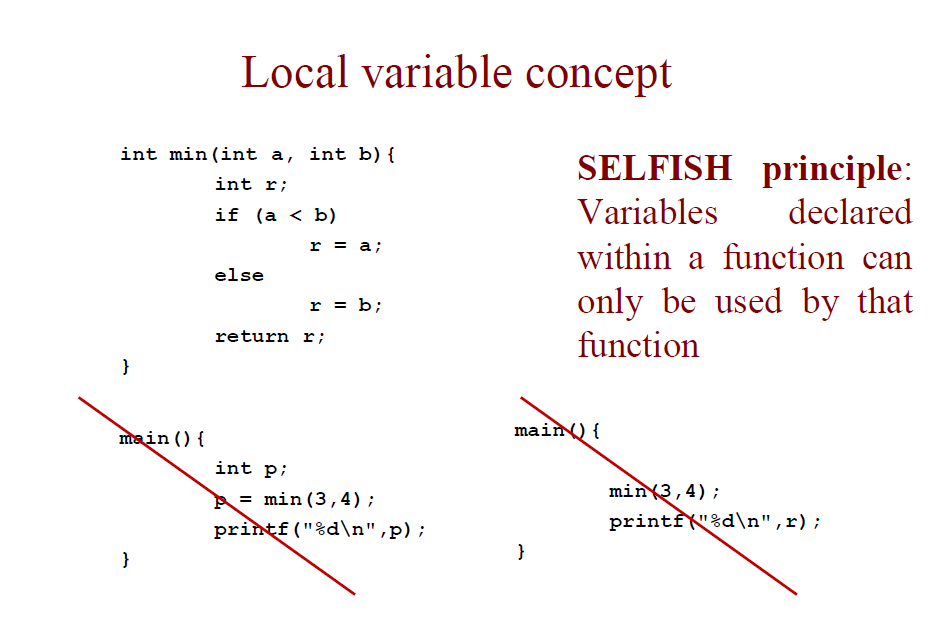 Local variable concept
int min(int a, int b){
int r;
if (a < b)
r = a;
else
r = b;
return r;
}
SELFISH principle:
Variables declared
within a function can
only be used by that
function
main(){
int p;
p = min(3,4);
printf("%d\n",p);
}
main(){
min(3,4);
printf("%d\n",r);
}